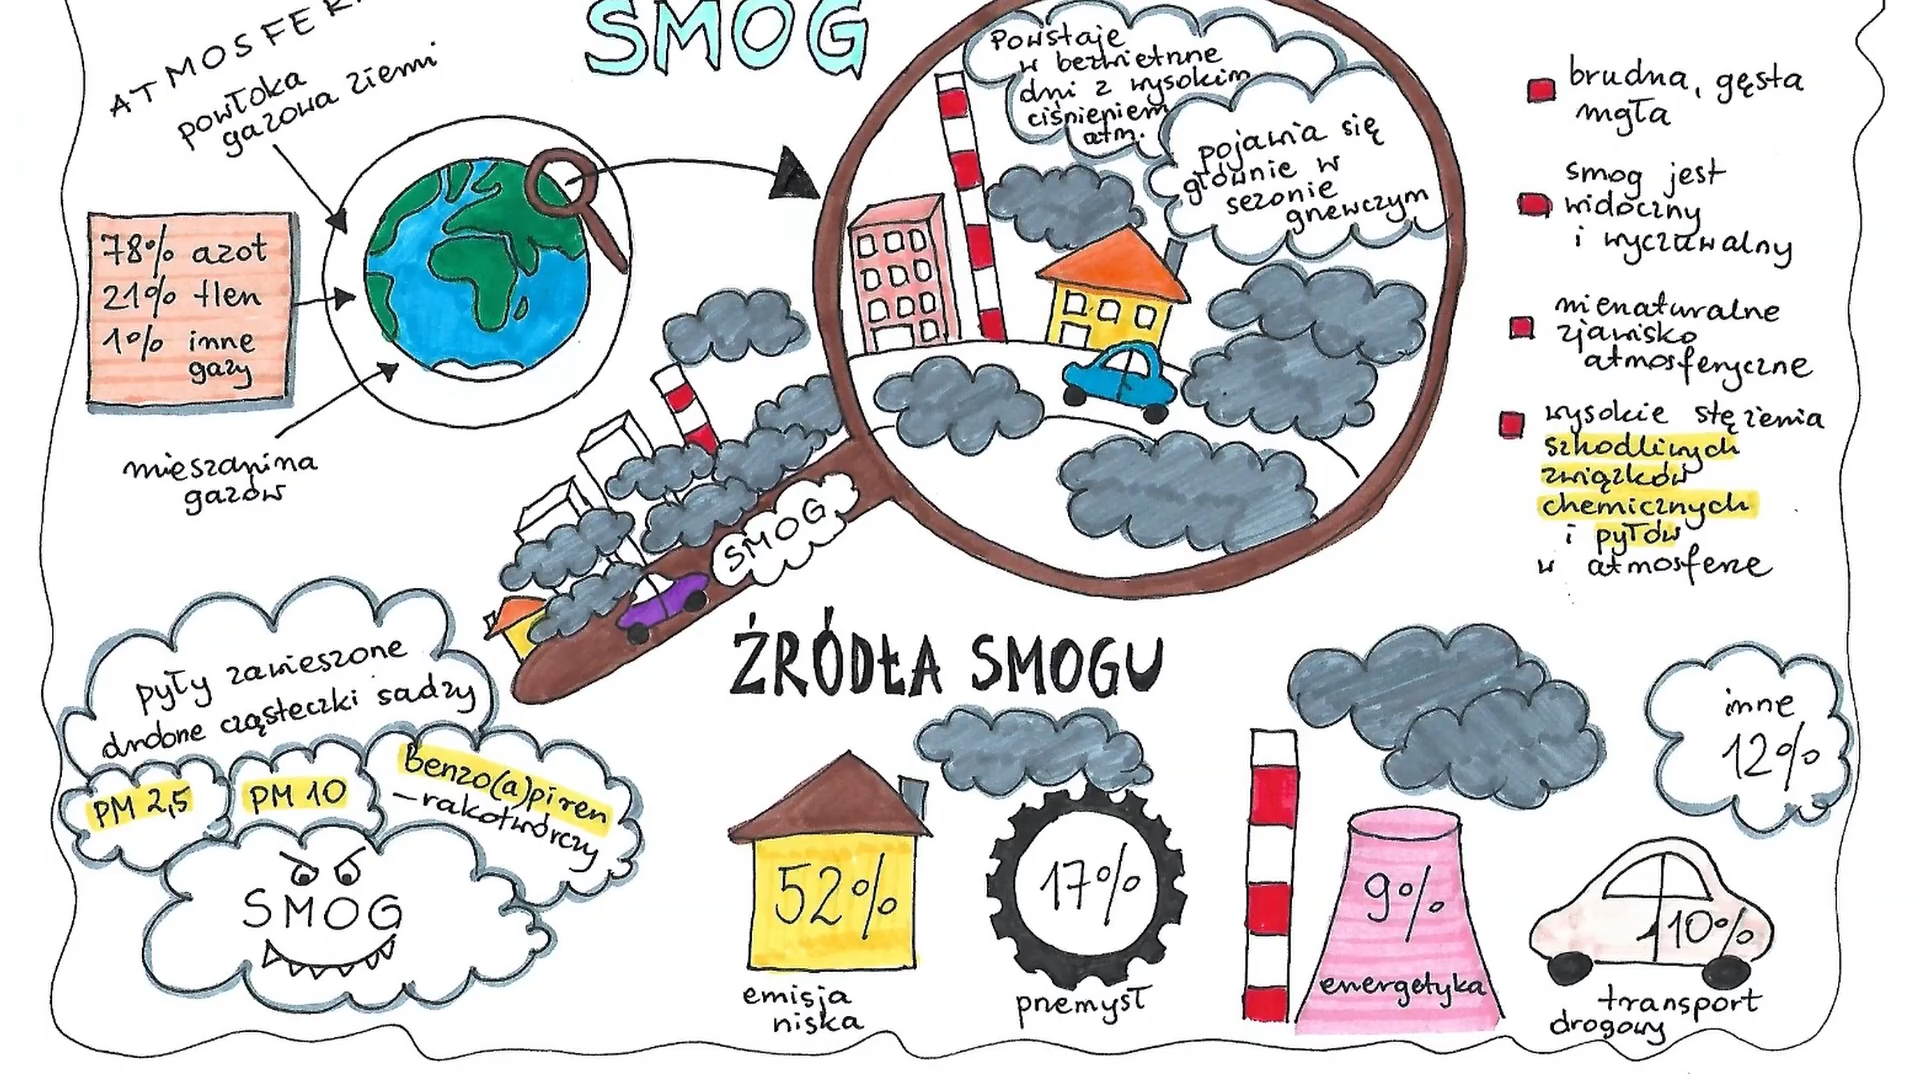 SMOG
ATMOSFER
powłoka
gazowa ziemi
78% azot
21% tlen
1% inne
gazy
mieszanina
gazów
Powstaje
w bezwietrzne
dni z wysokim
ciśnieniem
atm.
pojawia się
głównie w
sezonie
grzewczym
brudna, gęsta
mgła
smog jest
widoczny
i wyczuwalny
nienaturalne
zjawisko
atmosferyczne
wysokie stężenia
szkodliwych
związków
chemicznych
i pyłów
w atmosferze
SMOG
pyły zawieszone
drobne cząsteczki sadzy
PM 2,5
PM 10
benzo(a)piren
– rakotwórczy
SMOG
ŹRÓDŁA SMOGU
52%
emisja
niska
17%
przemysł
9%
energetyka
10%
transport
drogowy
inne
12%